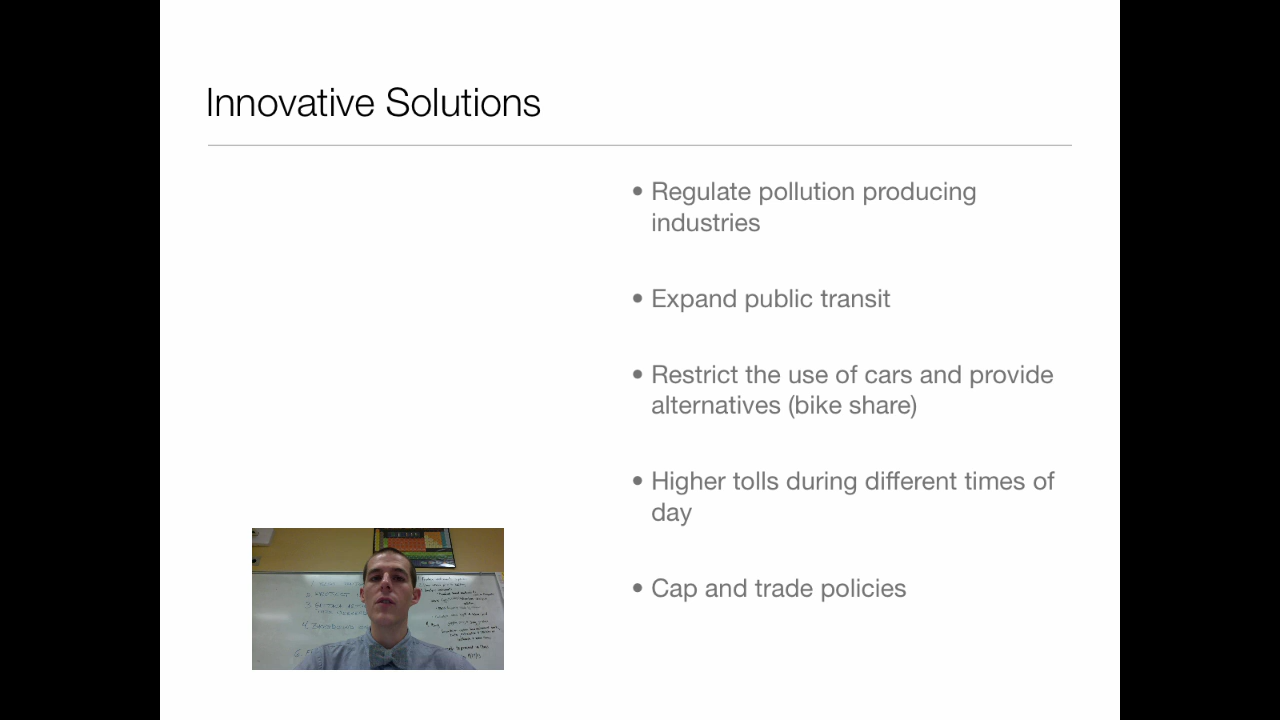 Innovative Solutions
• Regulate pollution producing
industries
• Expand public transit
• Restrict the use of cars and provide
alternatives (bike share)
• Higher tolls during different times of
day
• Cap and trade policies